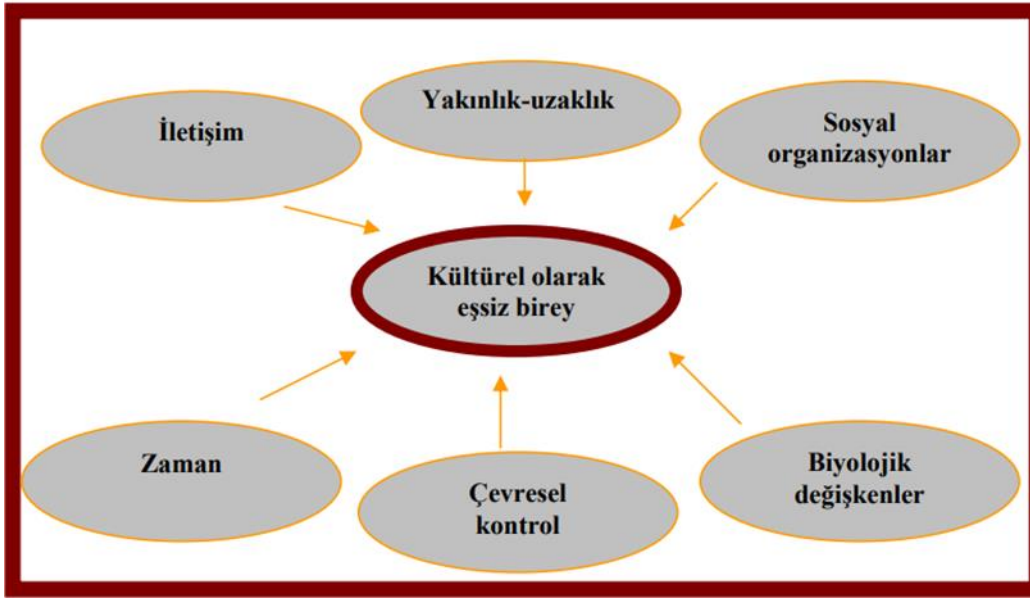 İletişim
Yakınlık-uzaklık
Sosyal
organizasyonlar
Kültürel olarak
eşsiz birey
Zaman
Çevresel
kontrol
Biyolojik
değişkenler